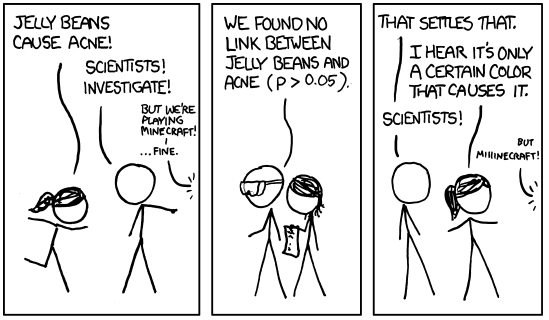 JELLY BEANS
CAUSE ACNE!
SCIENTISTS!
INVESTIGATE!
BUT WE'RE
PLAYING
MINECRAFT!
...FINE.
WE FOUND NO
LINK BETWEEN
JELLY BEANS AND
ACNE (P > 0.05).
THAT SETTLES THAT.
I HEAR IT'S ONLY
A CERTAIN COLOR
THAT CAUSES IT.
SCIENTISTS!
BUT
MIIINECRAFT!